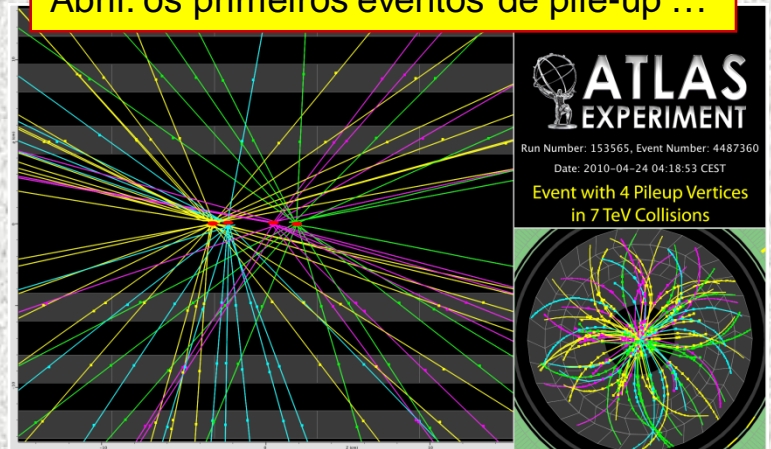 Abril: os primeiros eventos de pile-up …
ATLAS
EXPERIMENT
Run Number: 153565, Event Number: 4487360
Date: 2010-04-24 04:18:53 CEST
Event with 4 Pileup Vertices
in 7 TeV Collisions